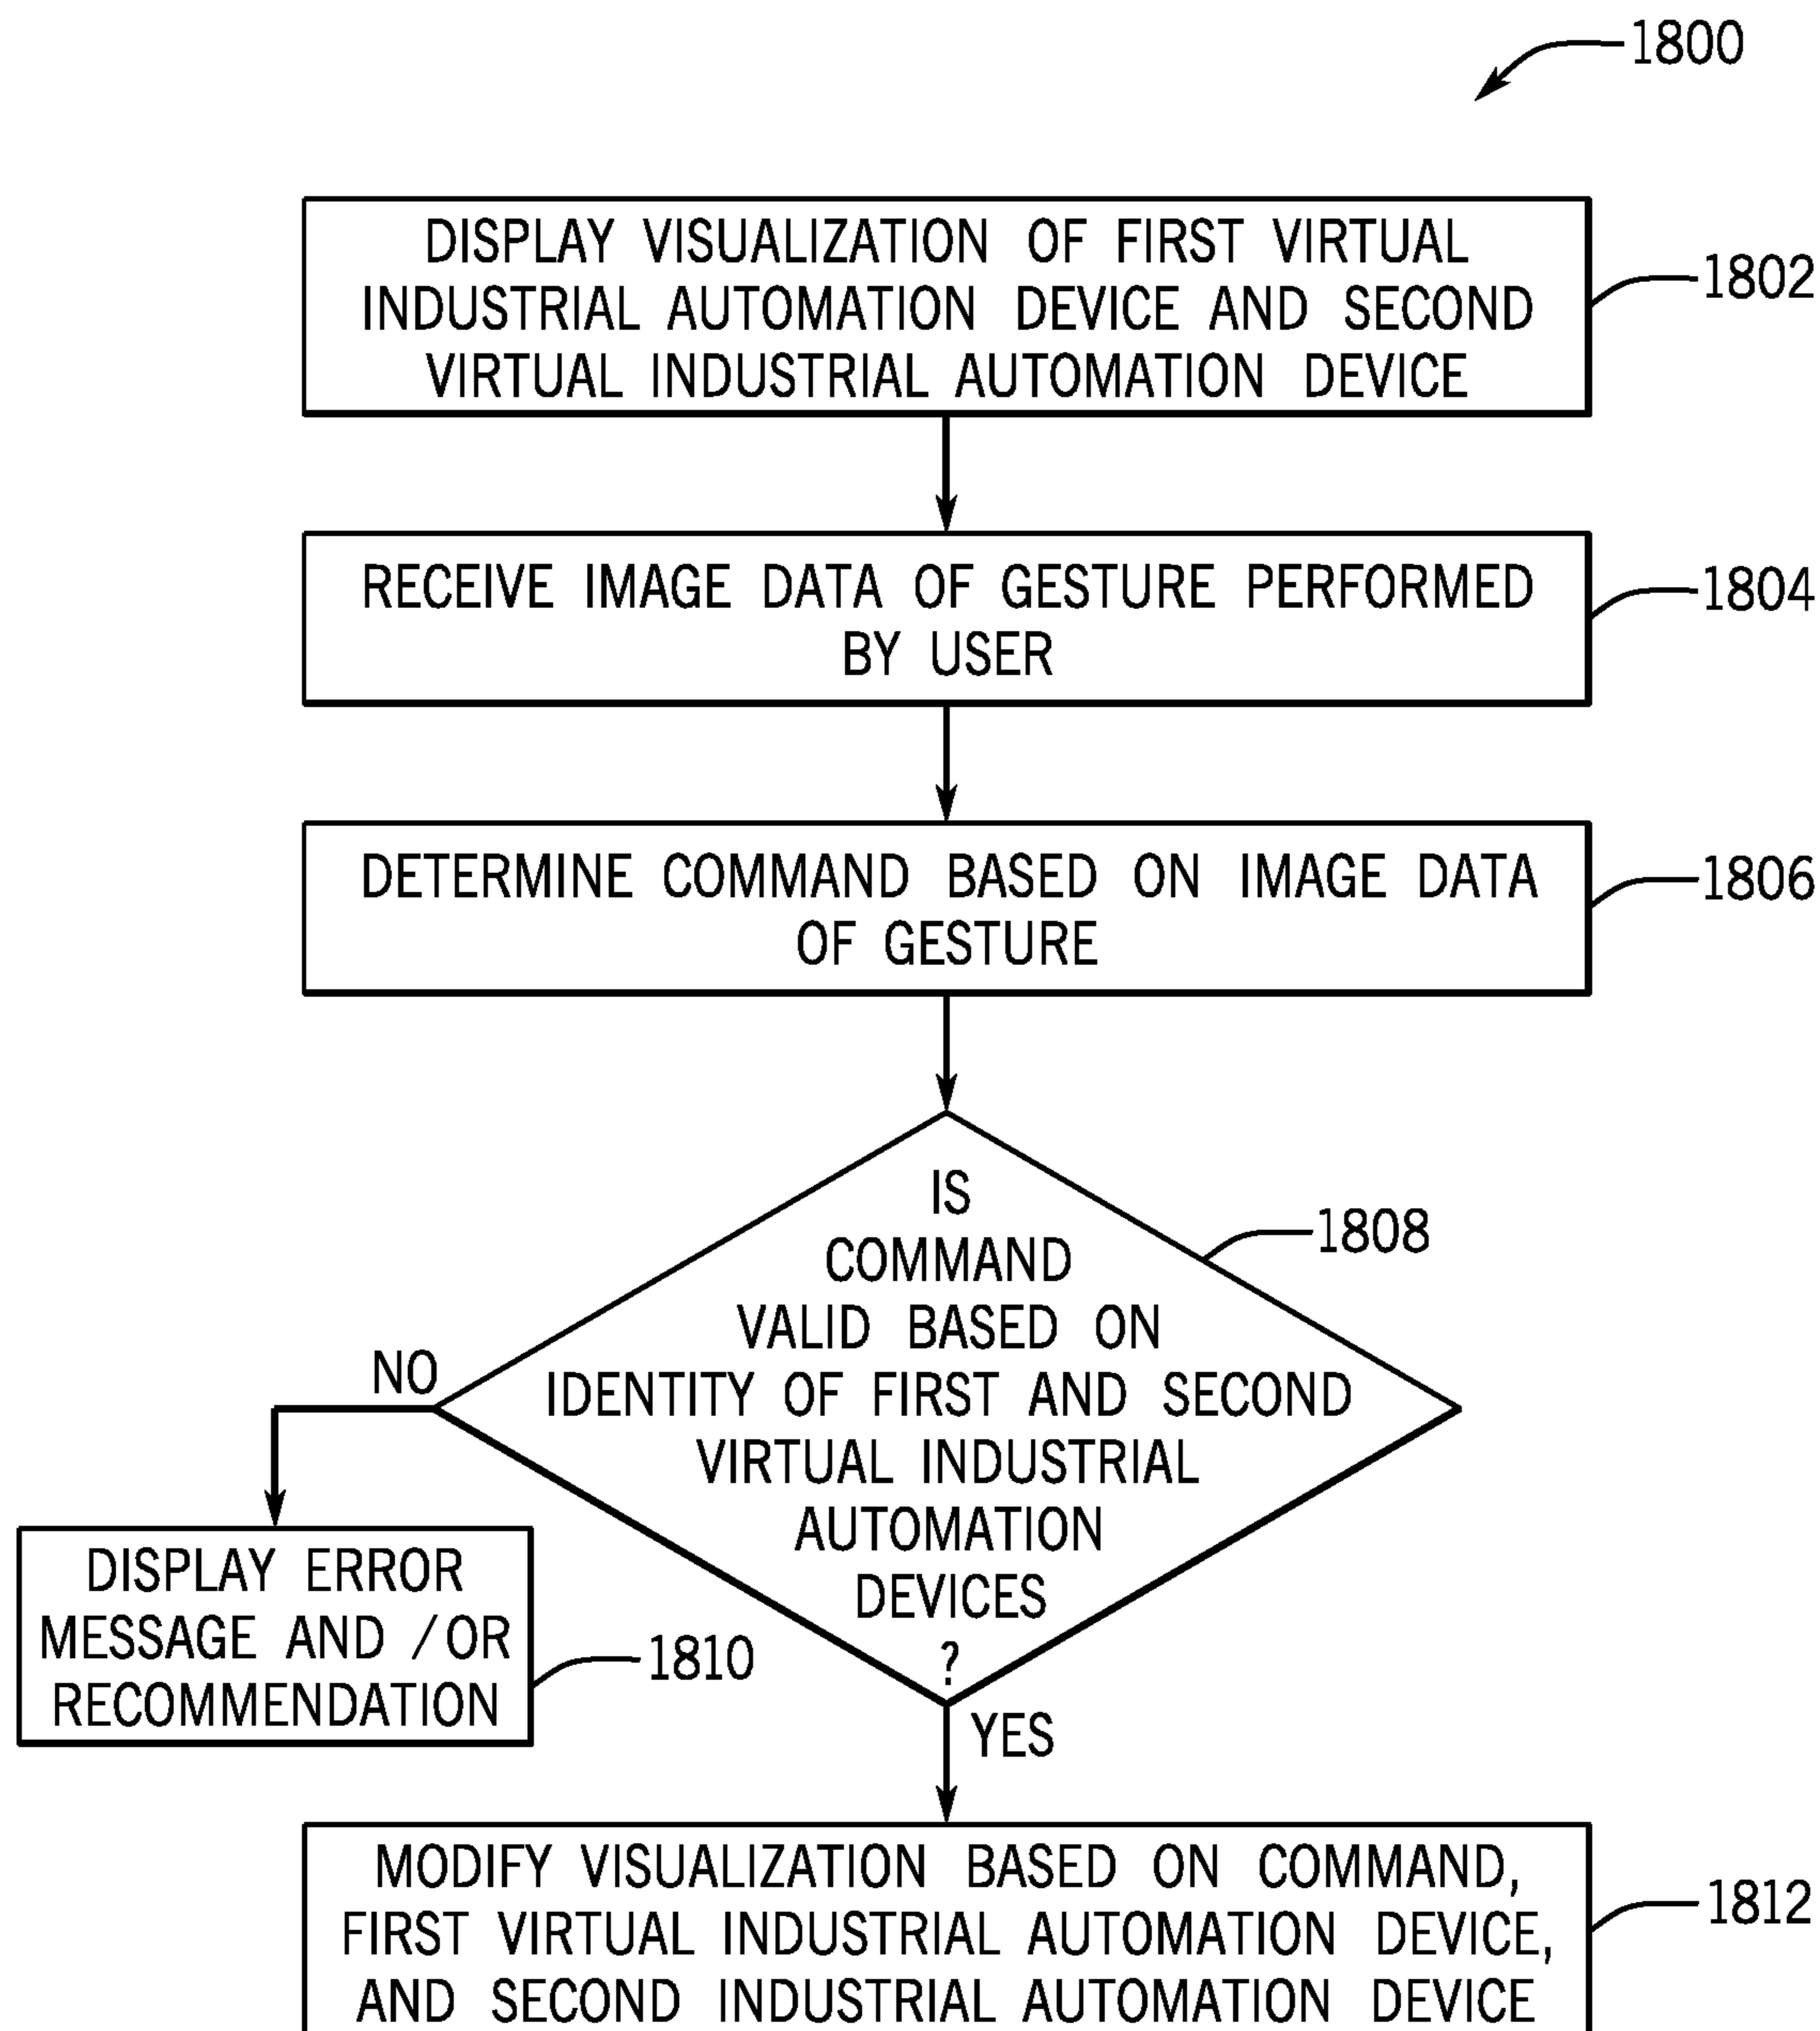 1800
DISPLAY VISUALIZATION OF FIRST VIRTUAL
INDUSTRIAL AUTOMATION DEVICE AND SECOND
VIRTUAL INDUSTRIAL AUTOMATION DEVICE
1802
RECEIVE IMAGE DATA OF GESTURE PERFORMED
BY USER
1804
DETERMINE COMMAND BASED ON IMAGE DATA
OF GESTURE
1806
IS
COMMAND
VALID BASED ON
IDENTITY OF FIRST AND SECOND
VIRTUAL INDUSTRIAL
AUTOMATION
DEVICES
?
1808
NO
DISPLAY ERROR
MESSAGE AND /OR
RECOMMENDATION
1810
YES
MODIFY VISUALIZATION BASED ON COMMAND,
FIRST VIRTUAL INDUSTRIAL AUTOMATION DEVICE,
AND SECOND INDUSTRIAL AUTOMATION DEVICE
1812